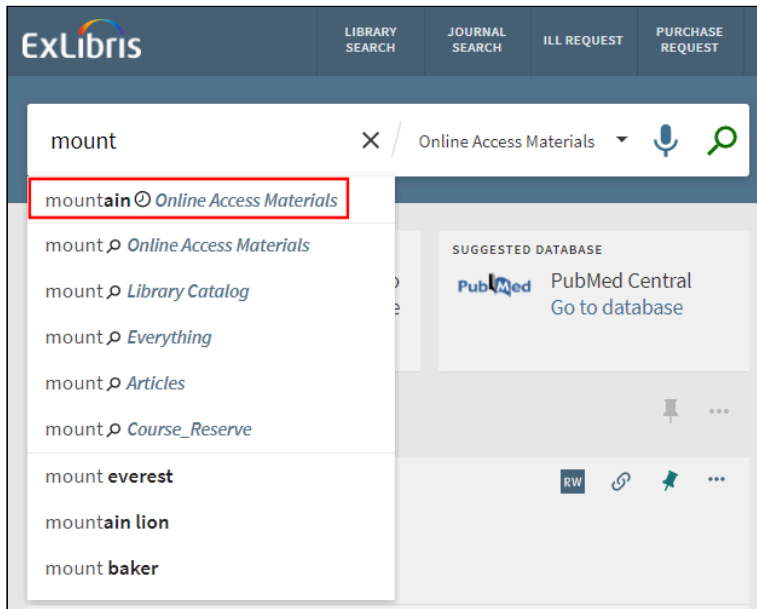 ExLibris
LIBRARY
SEARCH
JOURNAL
SEARCH
ILL REQUEST
PURCHASE
REQUEST
mount
Online Access Materials
mountain Online Access Materials
mount Online Access Materials
mount Library Catalog
mount Everything
mount Articles
mount Course_Reserve
mount everest
mountain lion
mount baker
SUGGESTED DATABASE
PubMed
PubMed Central
Go to database
RW